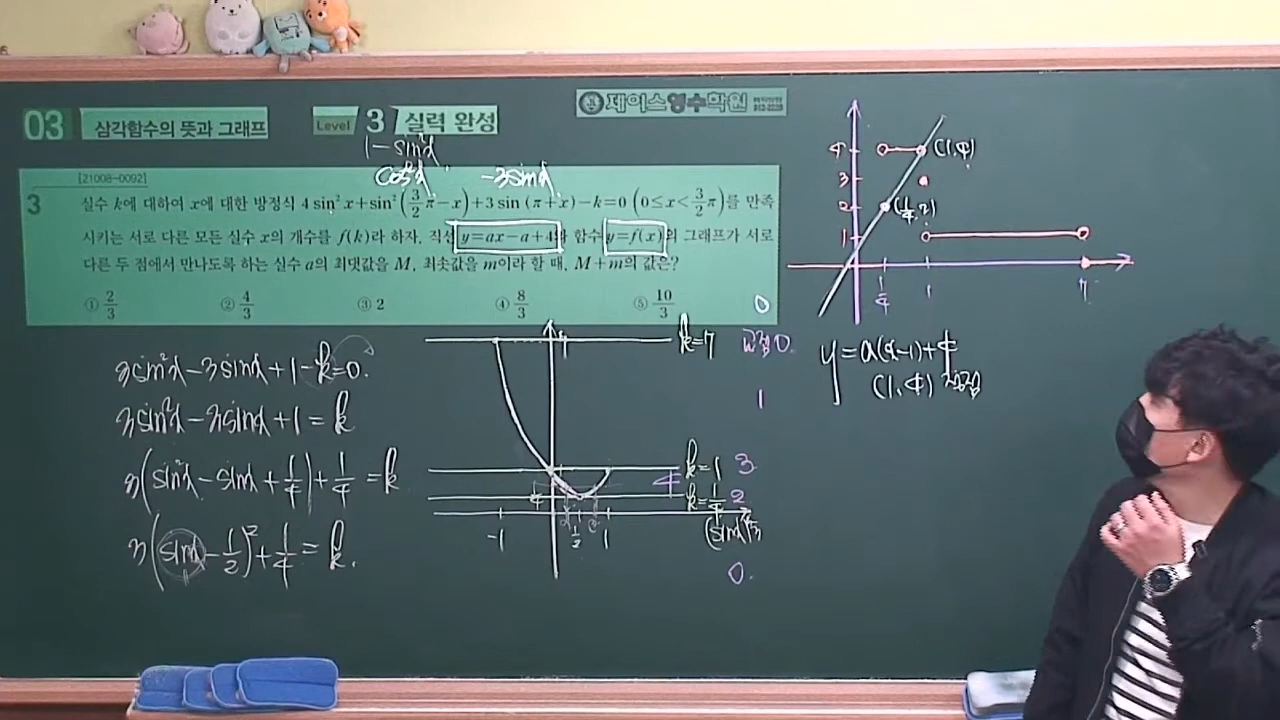 제이스영수학원
03 삼각함수의 뜻과 그래프 Level 3 실력 완성
1-sin²x
cos²x -3sinx
[21008-0092]
3 실수 k에 대하여 x에 대한 방정식 4 sin² x+sin²(3/2 π-x)+3 sin (π+x)-k=0 (0≤x<3/2 π)를 만족
시키는 서로 다른 모든 실수 x의 개수를 f(k)라 하자. 직선 y=ax-a+4와 함수 y=f(x)의 그래프가 서로
다른 두 점에서 만나도록 하는 실수 a의 최댓값을 M, 최솟값을 m이라 할 때, M+m의 값은?
① 2/3 ② 4/3 ③ 2 ④ 8/3 ⑤ 10/3
3sin²x-3sinx+1-k=0.
3sin²x-3sinx+1=k
3(sin²x-sinx+1/4)+1/4=k
3(sinx-1/2)²+1/4=k.
0
k=7 교점0.
1
k=1 3
4
k=1/4 2
-1 1/2 1 (sinx)
0.
4 (1,4)
3
2 (1/4,2)
1
1/4 1 7
y=a(x-1)+4
(1,4)